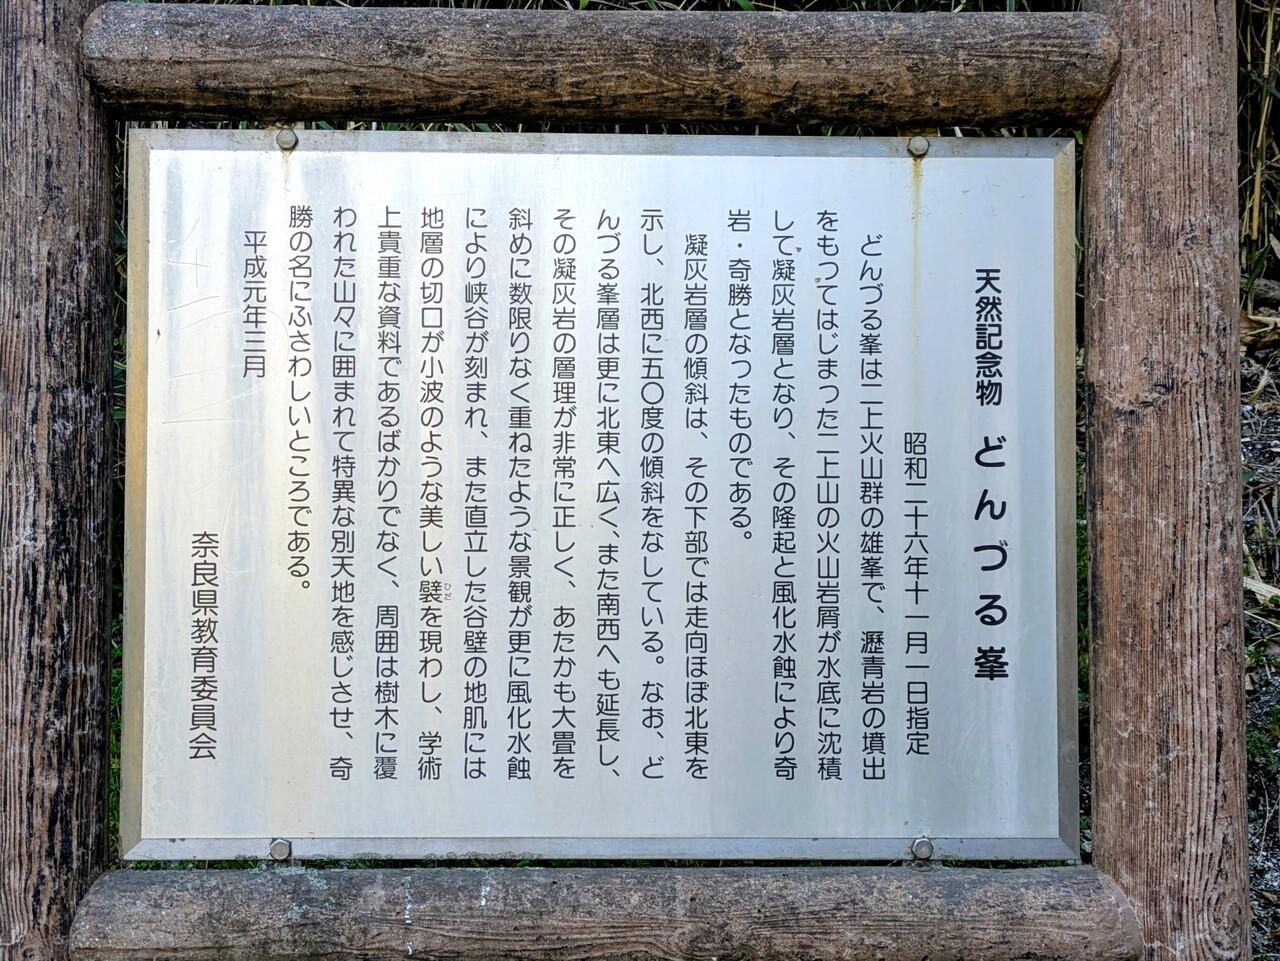 天然記念物 どんづる峯
昭和二十六年十一月一日指定
どんづる峯は二上火山群の雄峯で、瀝青岩の墳出
をもつてはじまった二上山の火山岩屑が水底に沈積
して凝灰岩層となり、その隆起と風化水蝕により奇
岩・奇勝となったものである。
凝灰岩層の傾斜は、その下部では走向ほぼ北東を
示し、北西に五〇度の傾斜をなしている。なお、ど
んづる峯層は更に北東へ広く、また南西へも延長し、
その凝灰岩の層理が非常に正しく、あたかも大畳を
斜めに数限りなく重ねたような景観が更に風化水蝕
により峡谷が刻まれ、また直立した谷壁の地肌には
地層の切口が小波のような美しい襞ひだを現わし、学術
上貴重な資料であるばかりでなく、周囲は樹木に覆
われた山々に囲まれて特異な別天地を感じさせ、奇
勝の名にふさわしいところである。
平成元年三月
奈良県教育委員会